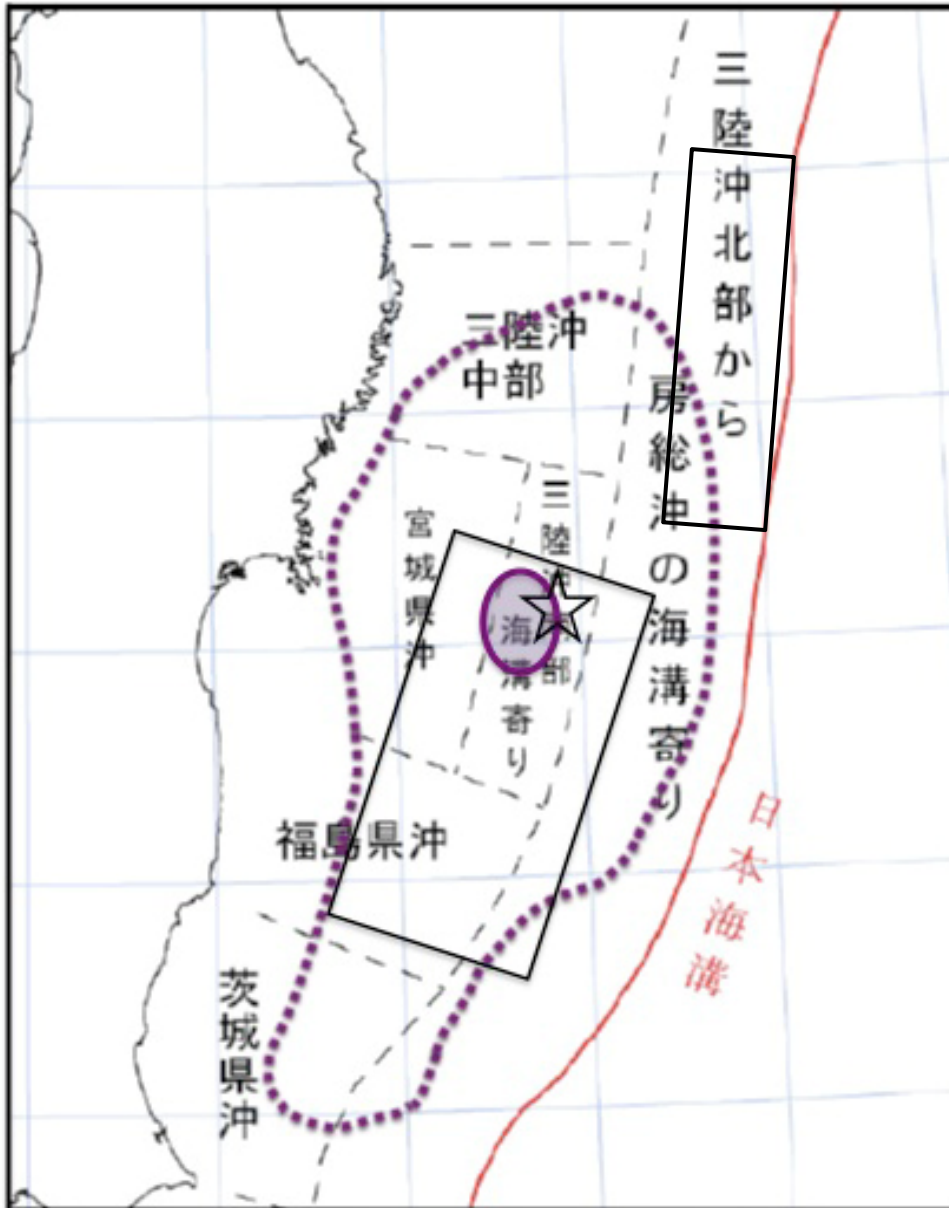 三陸沖北部から
房総沖の海溝寄り
三陸沖
中部
宮城県沖
三陸沖南部
海溝寄り
福島県沖
茨城県沖
日本海溝